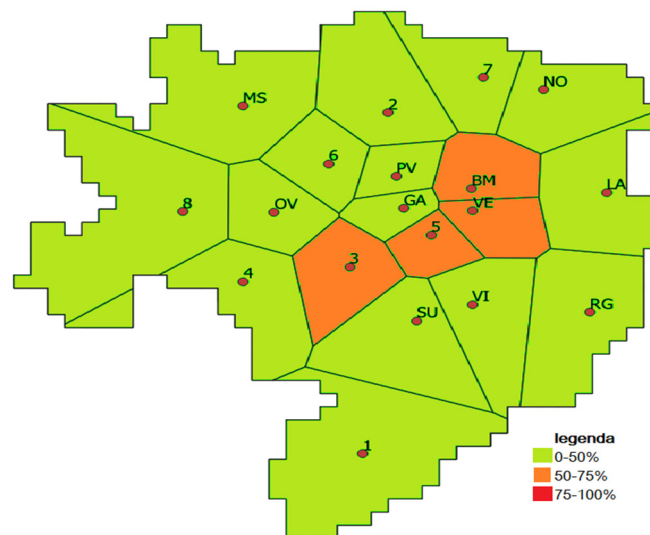 7
MS
NO
2
6
PV
BM
LA
8
OV
GA
VE
5
3
4
VI
SU
RG
1
legenda
0-50%
50-75%
75-100%